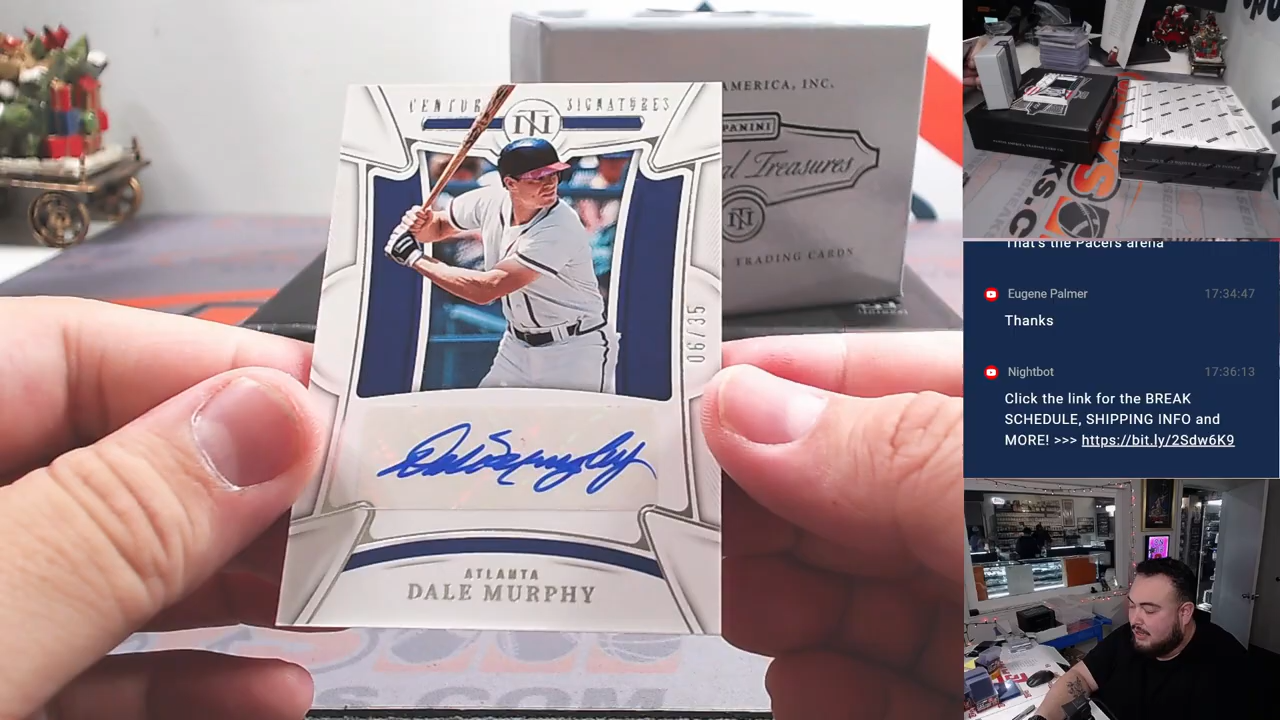 CENTURY SIGNATURES
06/35
ATLANTA
DALE MURPHY
AMERICA, INC.
PANINI
Treasures
TRADING CARDS
That's the Pacers arena
Eugene Palmer 17:34:47
Thanks
Nightbot 17:36:13
Click the link for the BREAK
SCHEDULE, SHIPPING INFO and
MORE! >>> https://bit.ly/2Sdw6K9